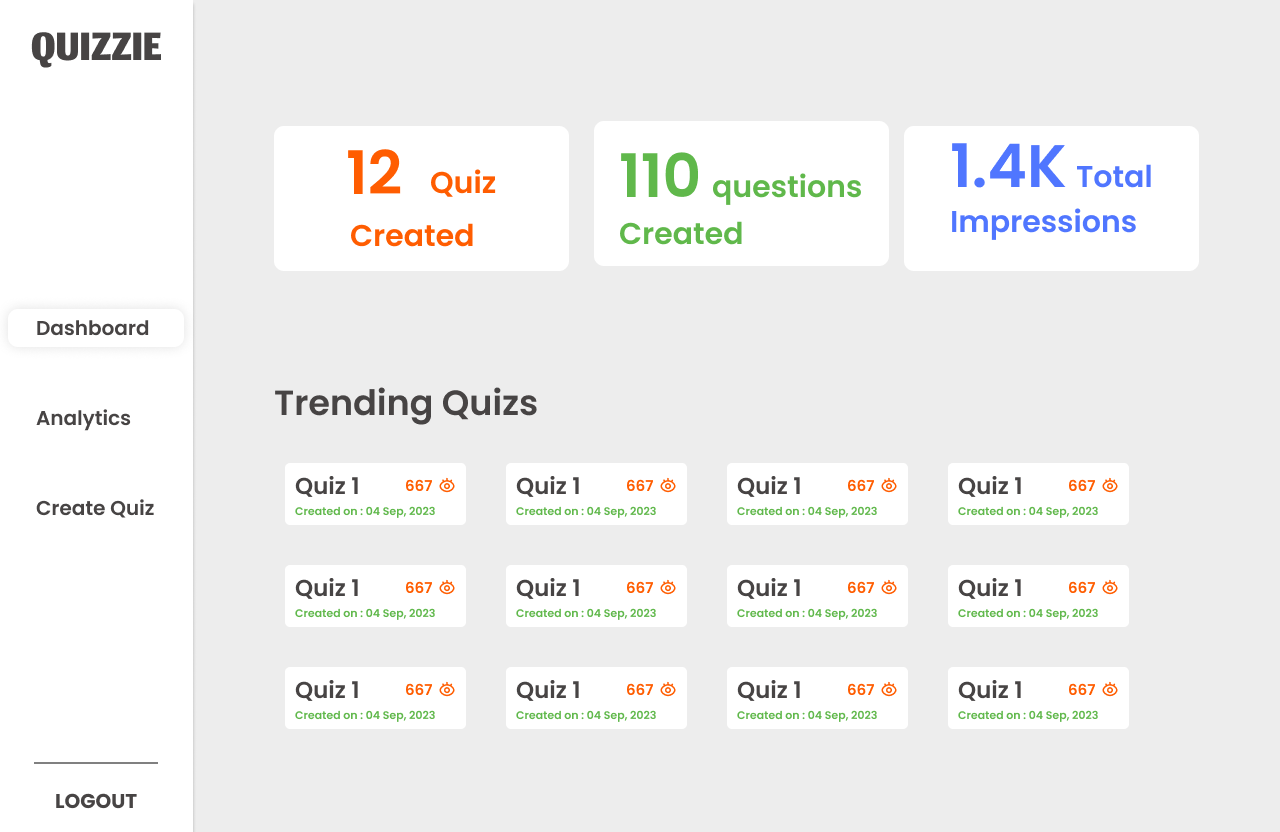 QUIZZIE
Dashboard
Analytics
Create Quiz
LOGOUT
12 Quiz
Created
110 questions
Created
1.4K Total
Impressions
Trending Quizs
Quiz 1 667
Created on : 04 Sep, 2023
Quiz 1 667
Created on : 04 Sep, 2023
Quiz 1 667
Created on : 04 Sep, 2023
Quiz 1 667
Created on : 04 Sep, 2023
Quiz 1 667
Created on : 04 Sep, 2023
Quiz 1 667
Created on : 04 Sep, 2023
Quiz 1 667
Created on : 04 Sep, 2023
Quiz 1 667
Created on : 04 Sep, 2023
Quiz 1 667
Created on : 04 Sep, 2023
Quiz 1 667
Created on : 04 Sep, 2023
Quiz 1 667
Created on : 04 Sep, 2023
Quiz 1 667
Created on : 04 Sep, 2023